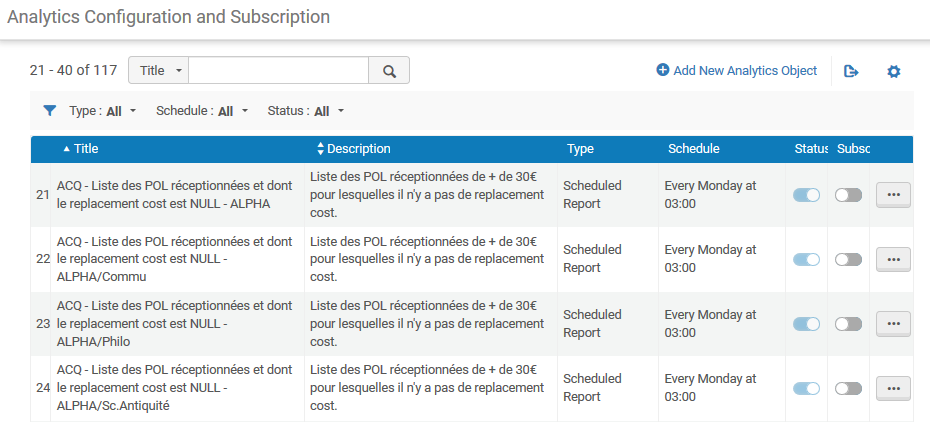 Analytics Configuration and Subscription
21 - 40 of 117 Title Add New Analytics Object
Type : All Schedule : All Status : All
Title Description Type Schedule Status Subsc
21 ACQ - Liste des POL réceptionnées et dont
le replacement cost est NULL - ALPHA
Liste des POL réceptionnées de + de 30€
pour lesquelles il n'y a pas de replacement
cost.
Scheduled
Report
Every Monday at
03:00
22 ACQ - Liste des POL réceptionnées et dont
le replacement cost est NULL -
ALPHA/Commu
Liste des POL réceptionnées de + de 30€
pour lesquelles il n'y a pas de replacement
cost.
Scheduled
Report
Every Monday at
03:00
23 ACQ - Liste des POL réceptionnées et dont
le replacement cost est NULL -
ALPHA/Philo
Liste des POL réceptionnées de + de 30€
pour lesquelles il n'y a pas de replacement
cost.
Scheduled
Report
Every Monday at
03:00
24 ACQ - Liste des POL réceptionnées et dont
le replacement cost est NULL -
ALPHA/Sc.Antiquité
Liste des POL réceptionnées de + de 30€
pour lesquelles il n'y a pas de replacement
cost.
Scheduled
Report
Every Monday at
03:00